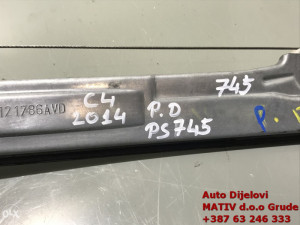 745
121786AVD
C4
2014
P.D
PS745
P.
Auto Dijelovi
MATIV d.o.o Grude
+387 63 246 333